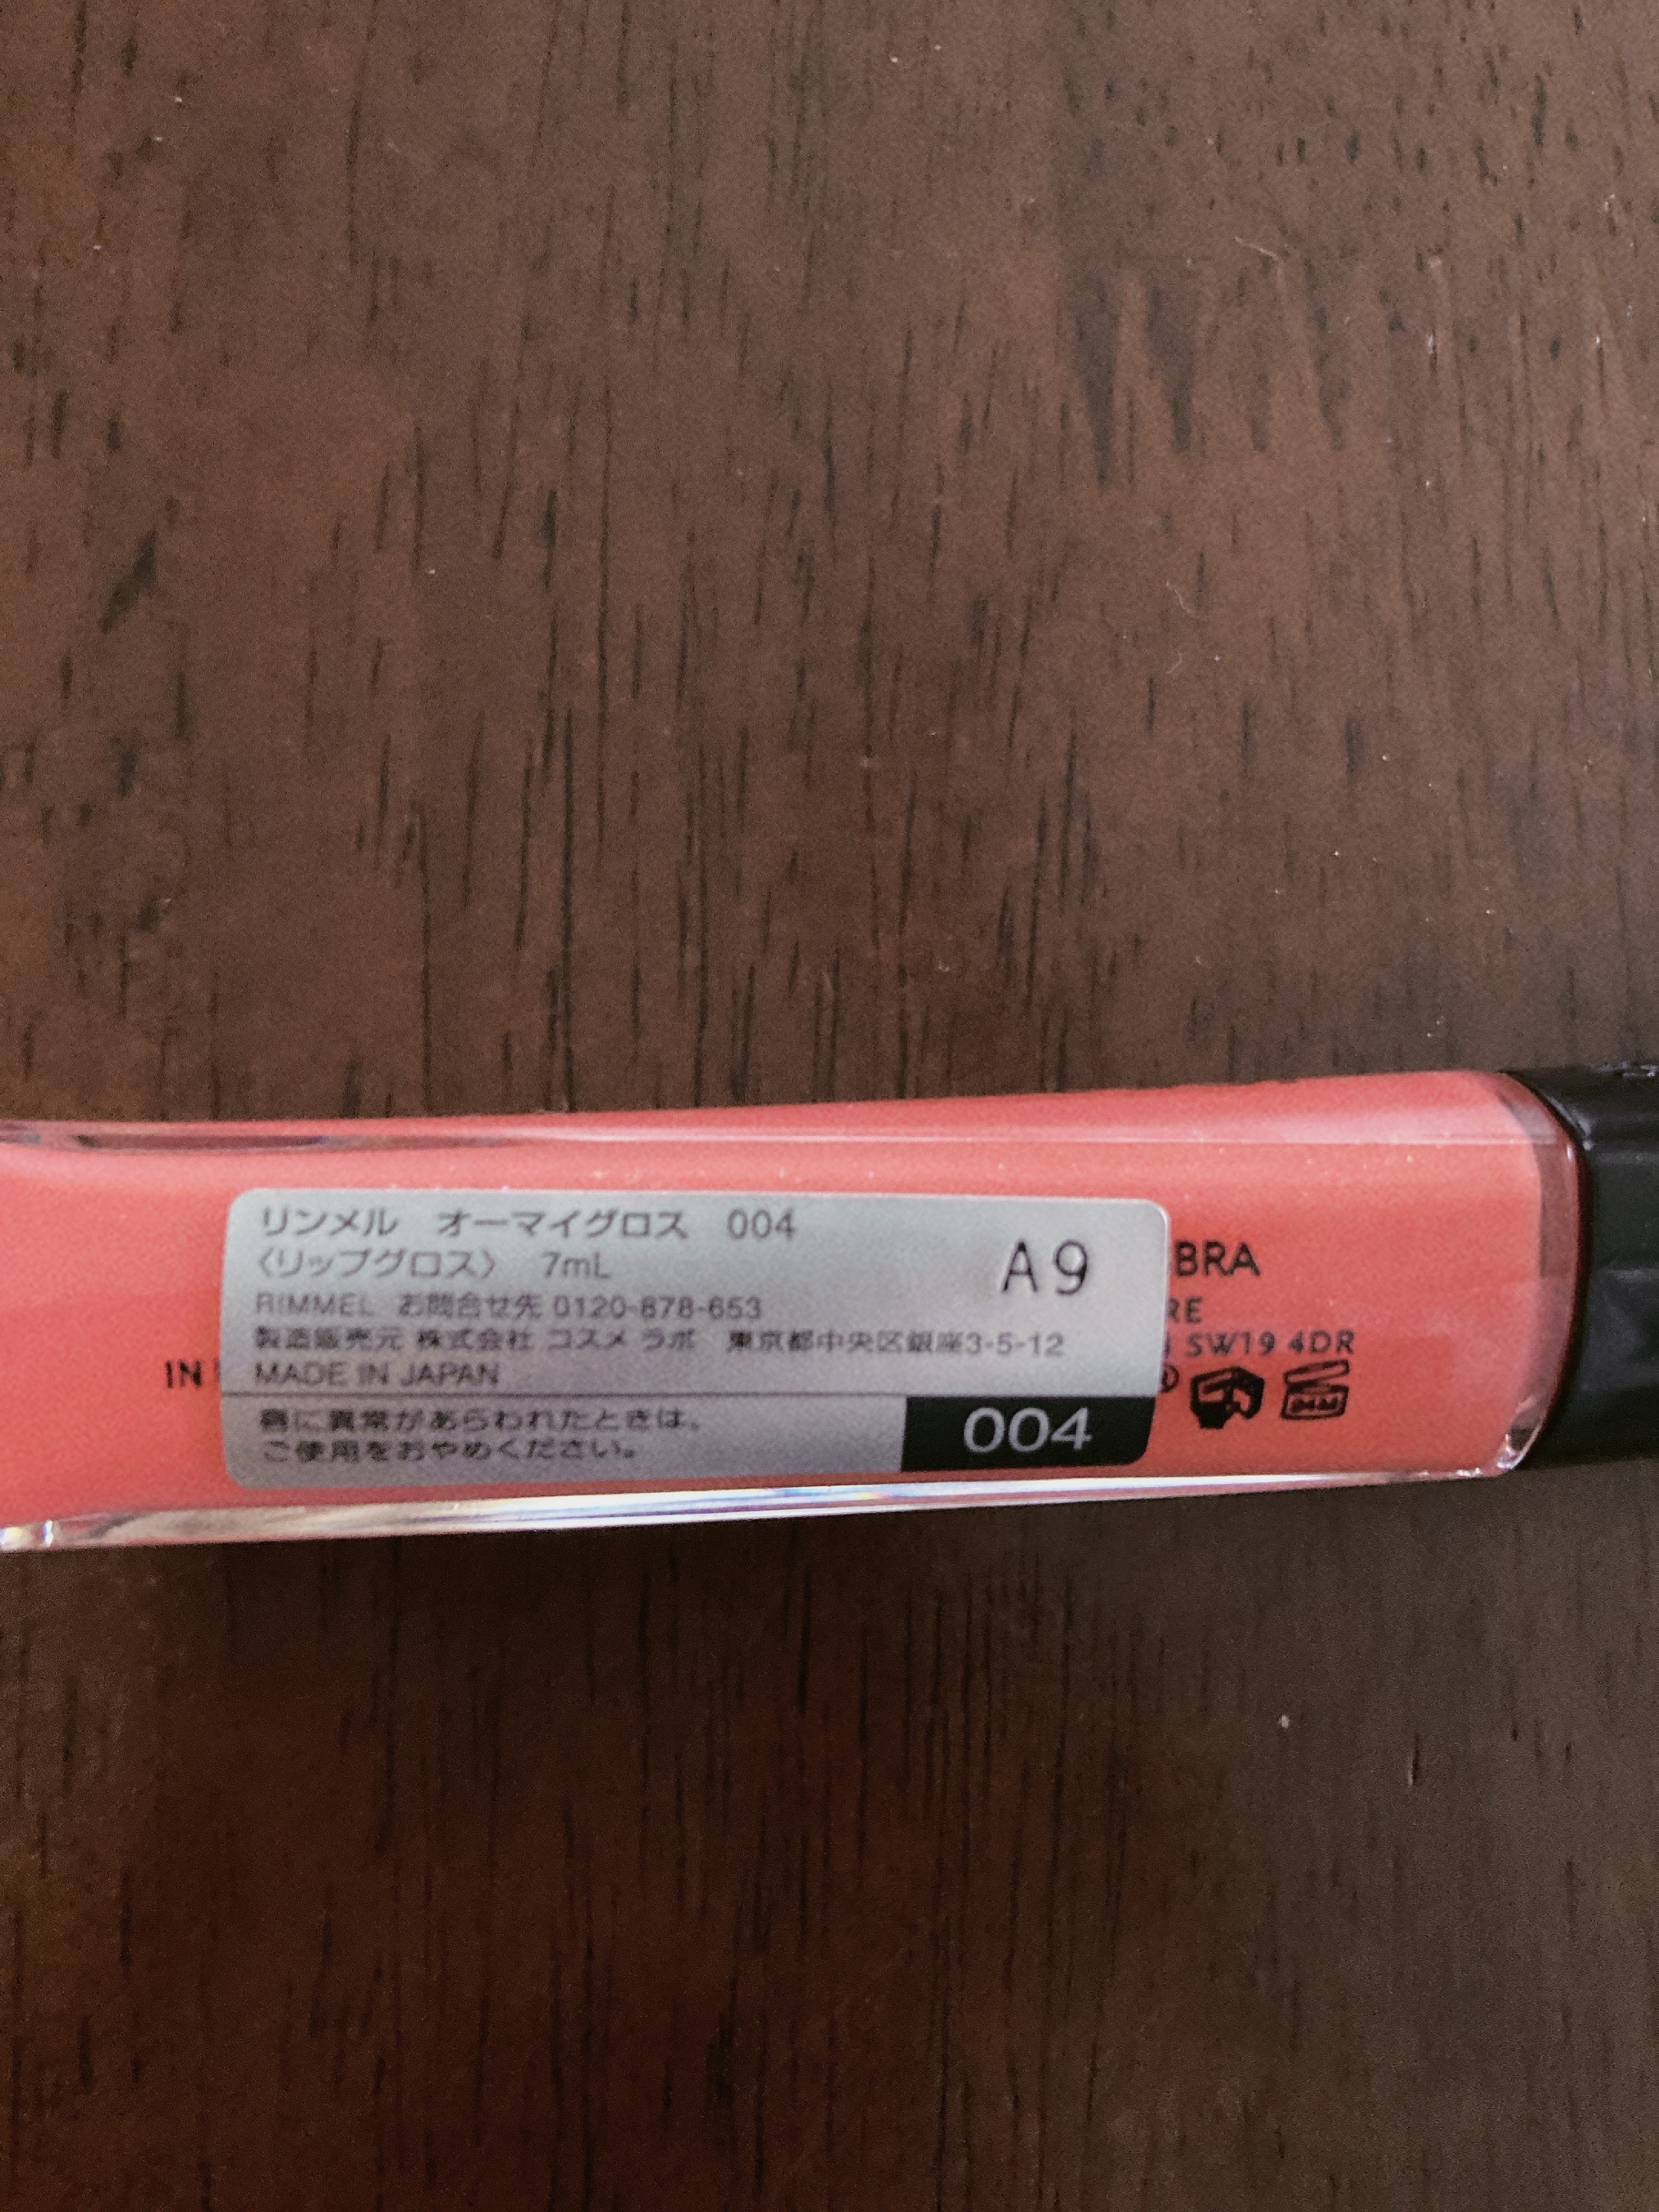 リンメル オーマイグロス 004
〈リップグロス〉 7mL
A9
RIMMEL お問合せ先 0120-878-653
製造販売元 株式会社 コスメ ラボ 東京都中央区銀座3-5-12
MADE IN JAPAN
唇に異常があらわれたときは、
ご使用をおやめください。
004
IN
BRA
RE
SW19 4DR
24M